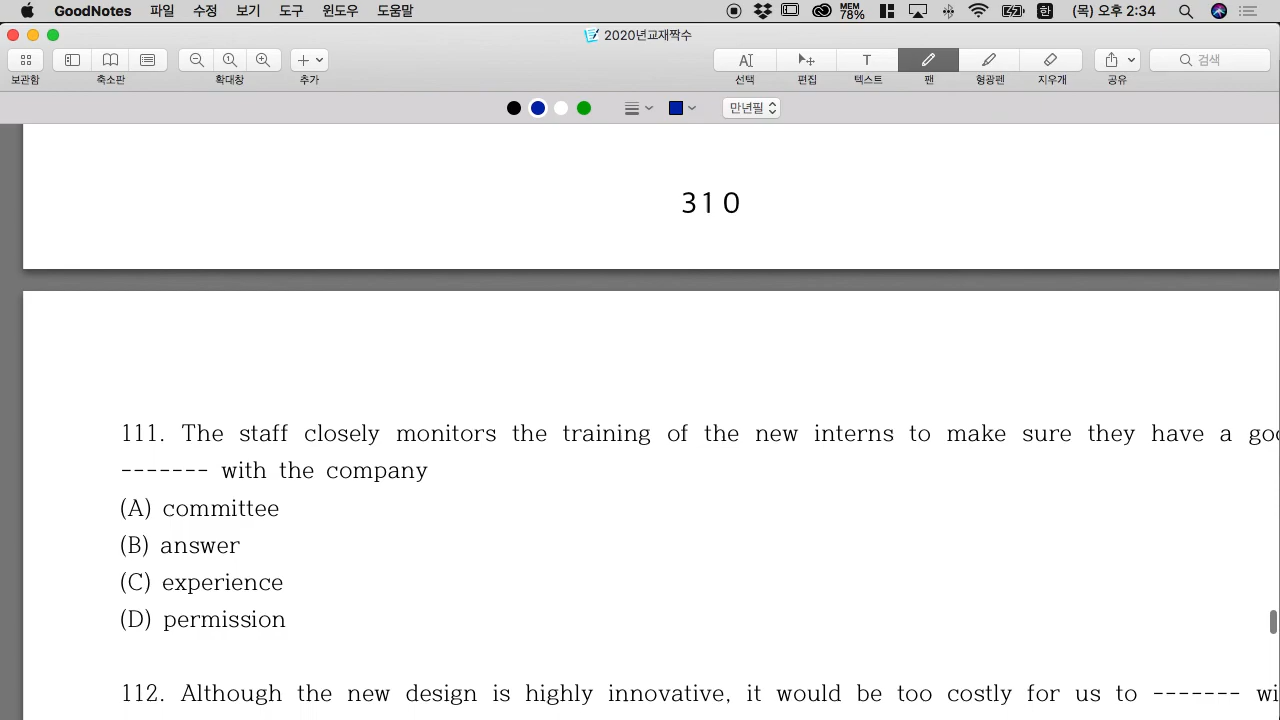 GoodNotes 파일 수정 보기 도구 윈도우 도움말 MEM 78% 한 (목) 오후 2:34
2020년교재짝수
보관함 축소판 확대창 추가 선택 편집 T 텍스트 펜 형광펜 지우개 공유 검색
만년필
310
111. The staff closely monitors the training of the new interns to make sure they have a
------- with the company
(A) committee
(B) answer
(C) experience
(D) permission
112. Although the new design is highly innovative, it would be too costly for us to -------